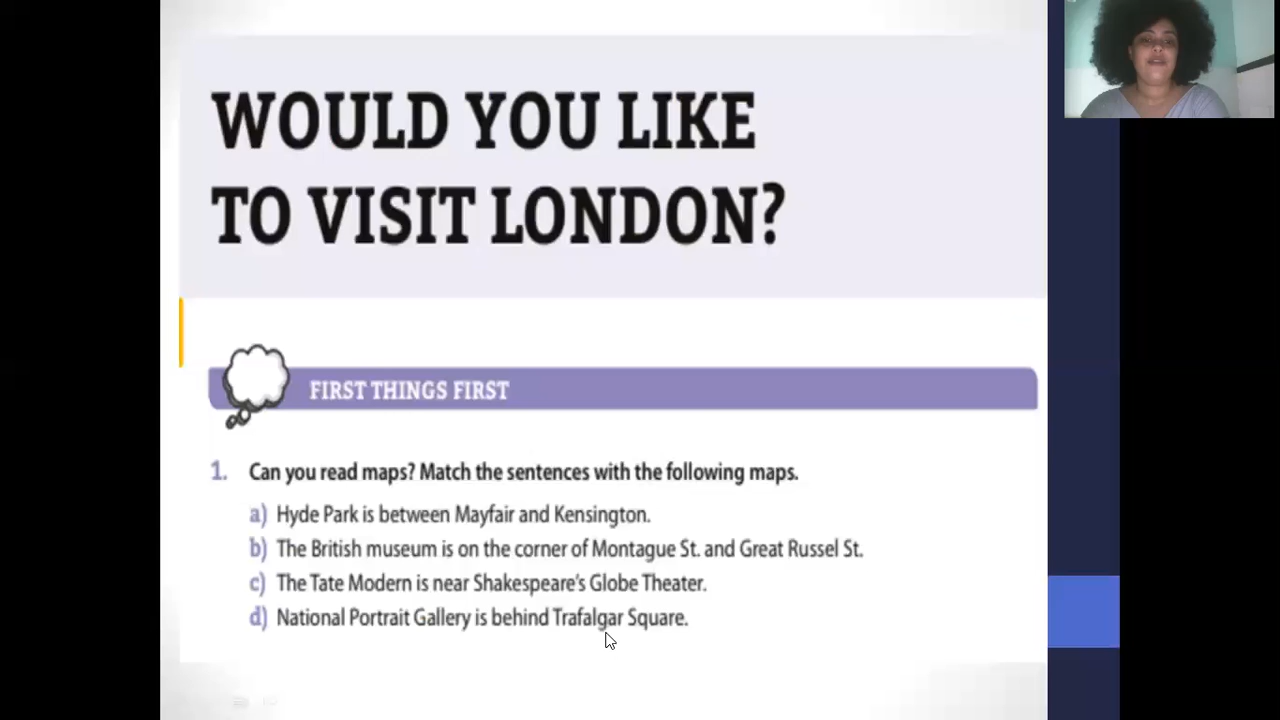 WOULD YOU LIKE
TO VISIT LONDON?
FIRST THINGS FIRST
1. Can you read maps? Match the sentences with the following maps.
a) Hyde Park is between Mayfair and Kensington.
b) The British museum is on the corner of Montague St. and Great Russel St.
c) The Tate Modern is near Shakespeare's Globe Theater.
d) National Portrait Gallery is behind Trafalgar Square.